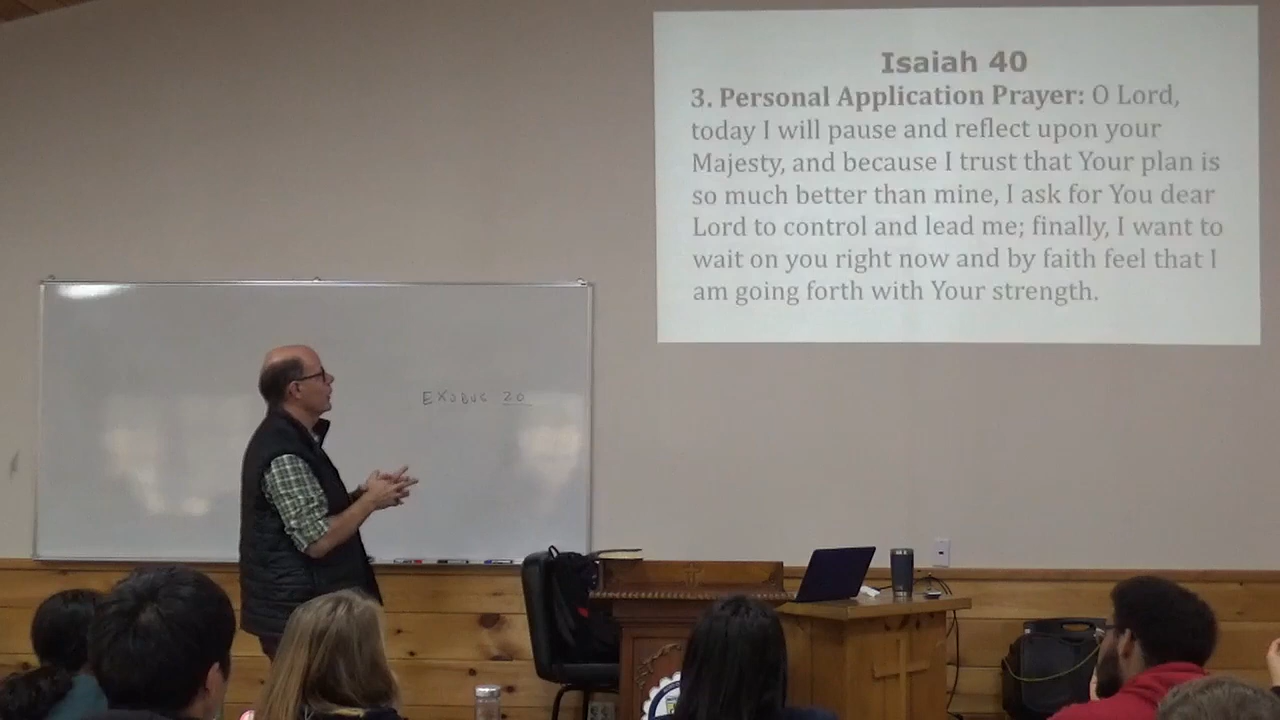 Isaiah 40
3. Personal Application Prayer: O Lord,
today I will pause and reflect upon your
Majesty, and because I trust that Your plan is
so much better than mine, I ask for You dear
Lord to control and lead me; finally, I want to
wait on you right now and by faith feel that I
am going forth with Your strength.
EXODUS 20